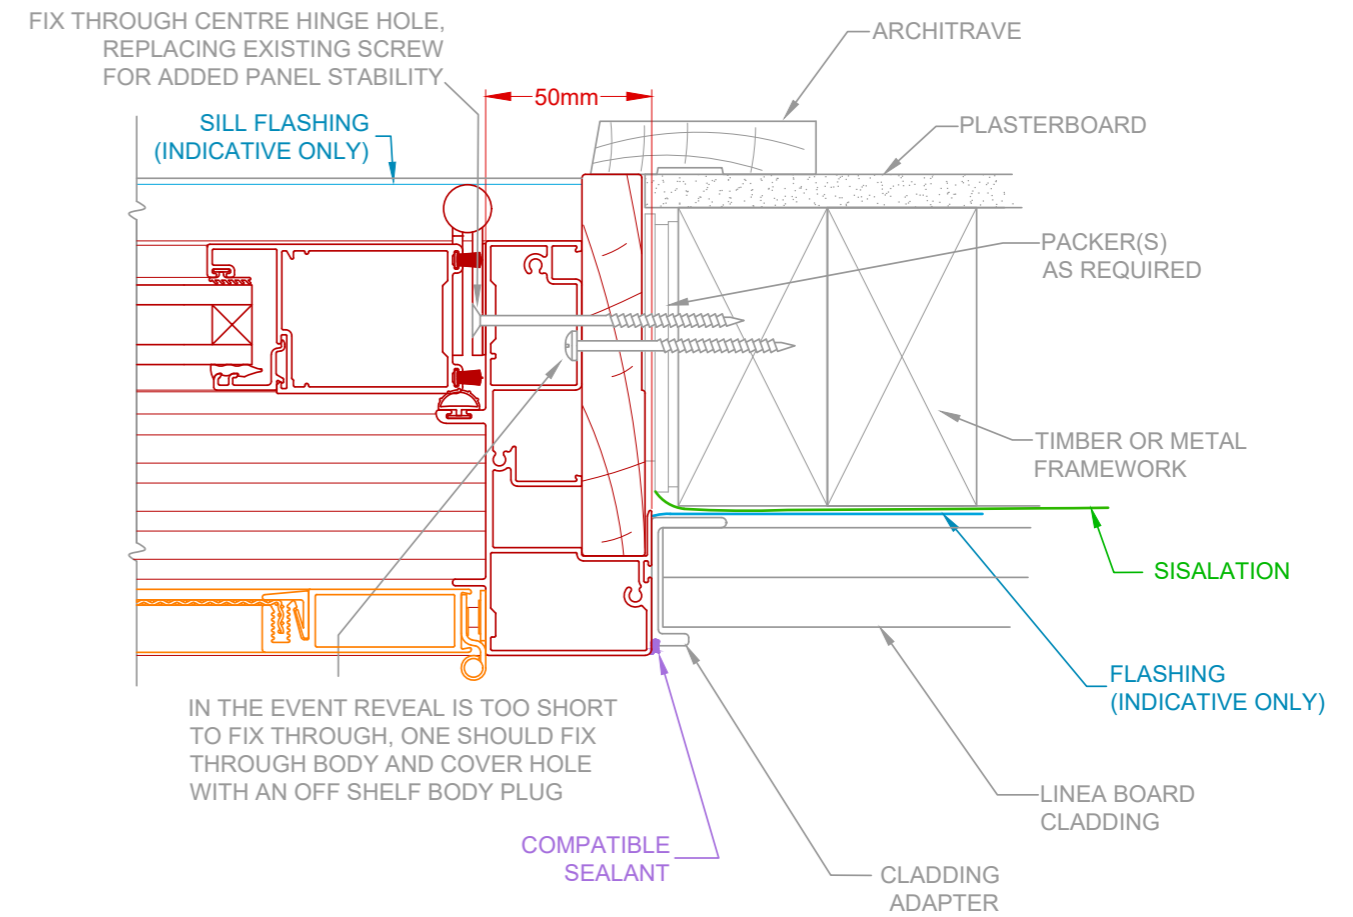 FIX THROUGH CENTRE HINGE HOLE,
REPLACING EXISTING SCREW
FOR ADDED PANEL STABILITY
50mm
ARCHITRAVE
SILL FLASHING
(INDICATIVE ONLY)
PLASTERBOARD
PACKER(S)
AS REQUIRED
TIMBER OR METAL
FRAMEWORK
SISALATION
FLASHING
(INDICATIVE ONLY)
IN THE EVENT REVEAL IS TOO SHORT
TO FIX THROUGH, ONE SHOULD FIX
THROUGH BODY AND COVER HOLE
WITH AN OFF SHELF BODY PLUG
LINEA BOARD
CLADDING
COMPATIBLE
SEALANT
CLADDING
ADAPTER